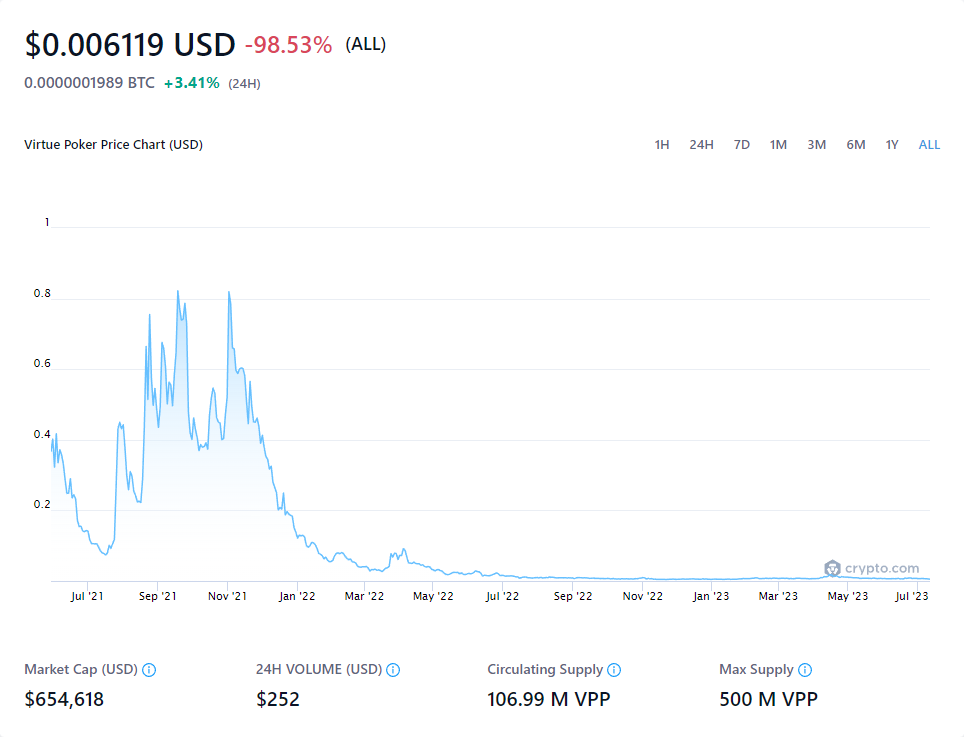 $0.006119 USD -98.53% (ALL)
0.0000001989 BTC +3.41% (24H)
Virtue Poker Price Chart (USD)
1H 24H 7D 1M 3M 6M 1Y ALL
1
0.8
0.6
0.4
0.2
crypto.com
Jul '21 Sep '21 Nov '21 Jan '22 Mar '22 May '22 Jul '22 Sep '22 Nov '22 Jan '23 Mar '23 May '23 Jul '23
Market Cap (USD) 24H VOLUME (USD) Circulating Supply Max Supply
$654,618 $252 106.99 M VPP 500 M VPP